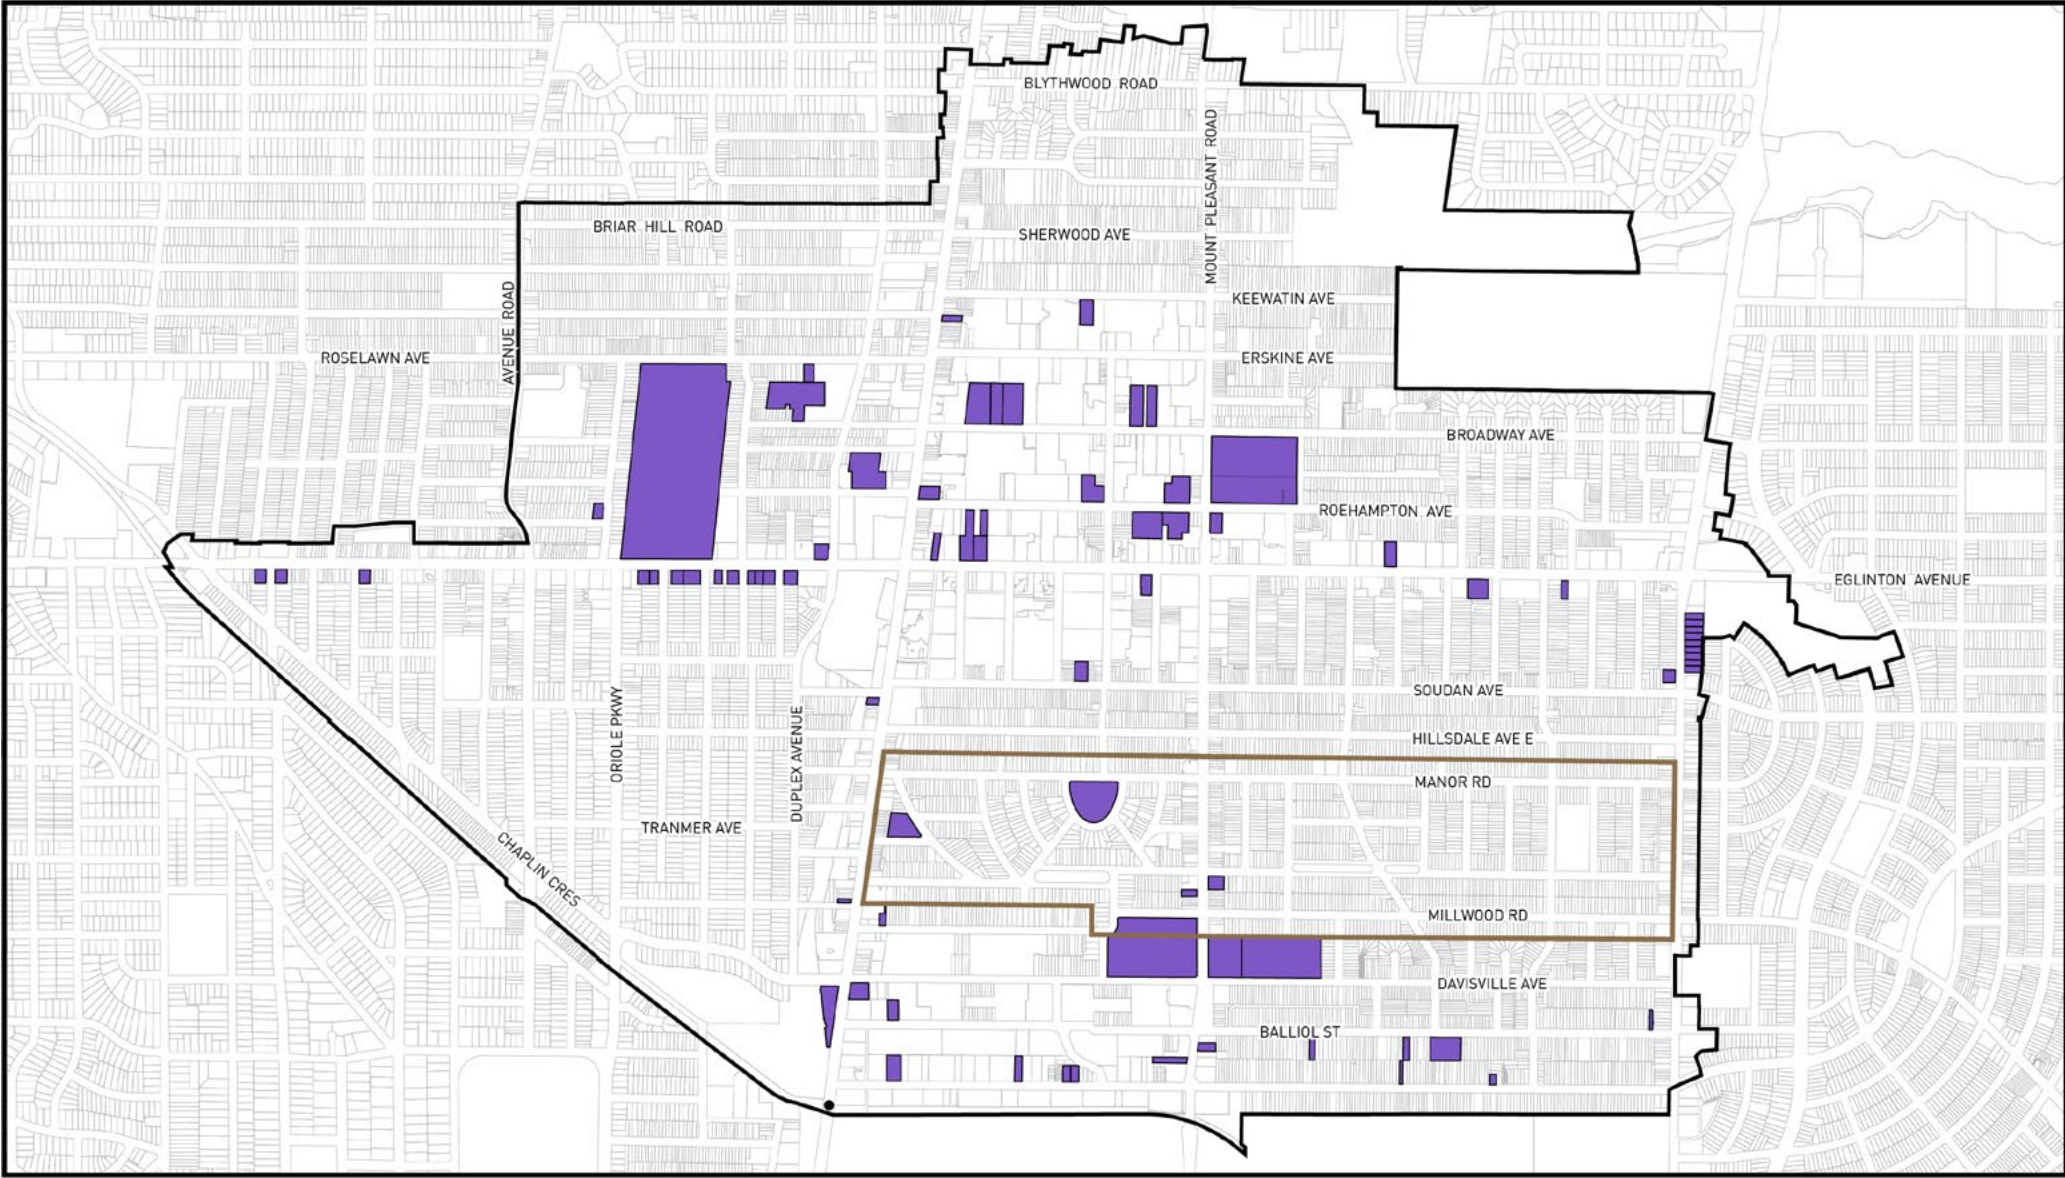 BLYTHWOOD ROAD
MOUNT PLEASANT ROAD
BRIAR HILL ROAD
SHERWOOD AVE
AVENUE ROAD
KEEWATIN AVE
ROSELAWN AVE
ERSKINE AVE
BROADWAY AVE
ROEHAMPTON AVE
EGLINTON AVENUE
SOUDAN AVE
ORIOLE PKWY
DUPLEX AVENUE
HILLSDALE AVE E
MANOR RD
TRANMER AVE
CHAPLIN CRES
MILLWOOD RD
DAVISVILLE AVE
BALLIOL ST